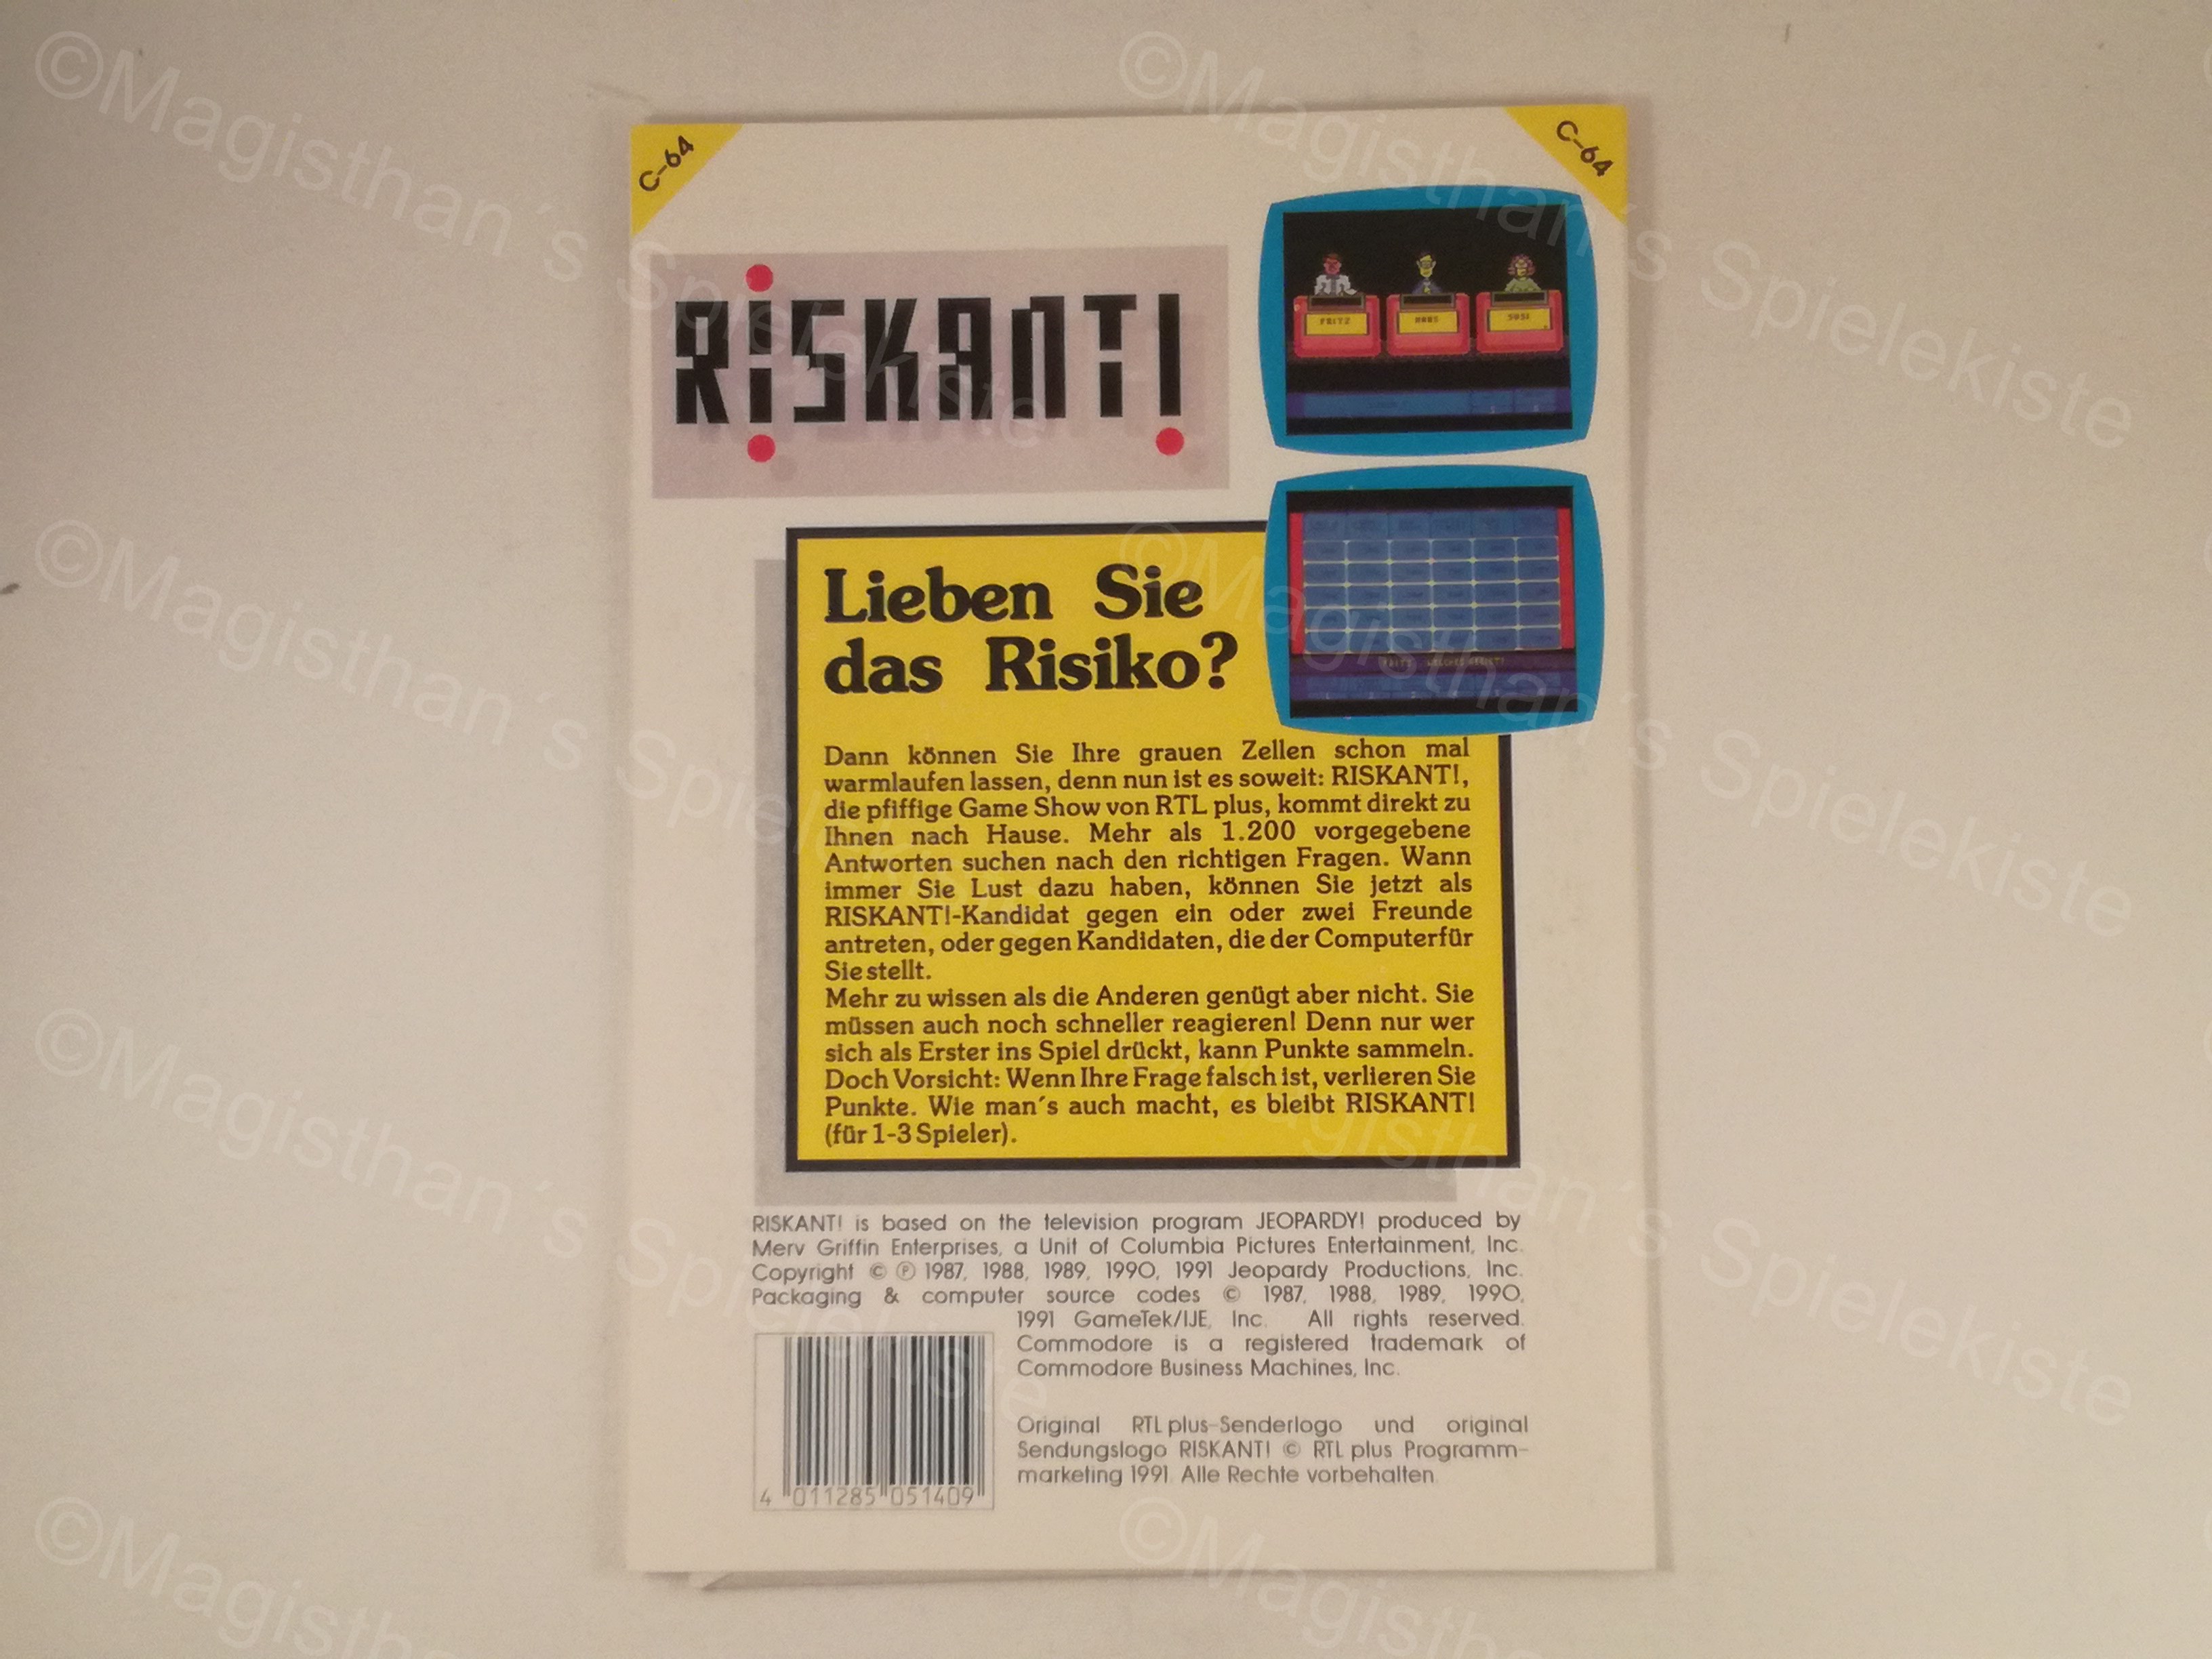 C-64
C-64
RISKANT!
FRITZ
HANS
SUSI
Lieben Sie
das Risiko?
FRITZ WELCHES GEBIET?
Dann können Sie Ihre grauen Zellen schon mal
warmlaufen lassen, denn nun ist es soweit: RISKANT!,
die pfiffige Game Show von RTL plus, kommt direkt zu
Ihnen nach Hause. Mehr als 1.200 vorgegebene
Antworten suchen nach den richtigen Fragen. Wann
immer Sie Lust dazu haben, können Sie jetzt als
RISKANT!-Kandidat gegen ein oder zwei Freunde
antreten, oder gegen Kandidaten, die der Computerfür
Sie stellt.
Mehr zu wissen als die Anderen genügt aber nicht. Sie
müssen auch noch schneller reagieren! Denn nur wer
sich als Erster ins Spiel drückt, kann Punkte sammeln.
Doch Vorsicht: Wenn Ihre Frage falsch ist, verlieren Sie
Punkte. Wie man´s auch macht, es bleibt RISKANT!
(für 1-3 Spieler).
RISKANT! is based on the television program JEOPARDY! produced by
Merv Griffin Enterprises, a Unit of Columbia Pictures Entertainment, Inc.
Copyright © ℗ 1987, 1988, 1989, 1990, 1991 Jeopardy Productions, Inc.
Packaging & computer source codes © 1987, 1988, 1989, 1990,
1991 GameTek/IJE, Inc. All rights reserved.
Commodore is a registered trademark of
Commodore Business Machines, Inc.
Original RTL plus-Senderlogo und original
Sendungslogo RISKANT! © RTL plus Programm-
marketing 1991. Alle Rechte vorbehalten.
4 011285 051409
©Magisthan´s Spielekiste
©Magisthan´s Spielekiste
©Magisthan´s Spielekiste
©Magisthan´s Spielekiste
©Magisthan´s Spielekiste
©Magisthan´s Spielekiste